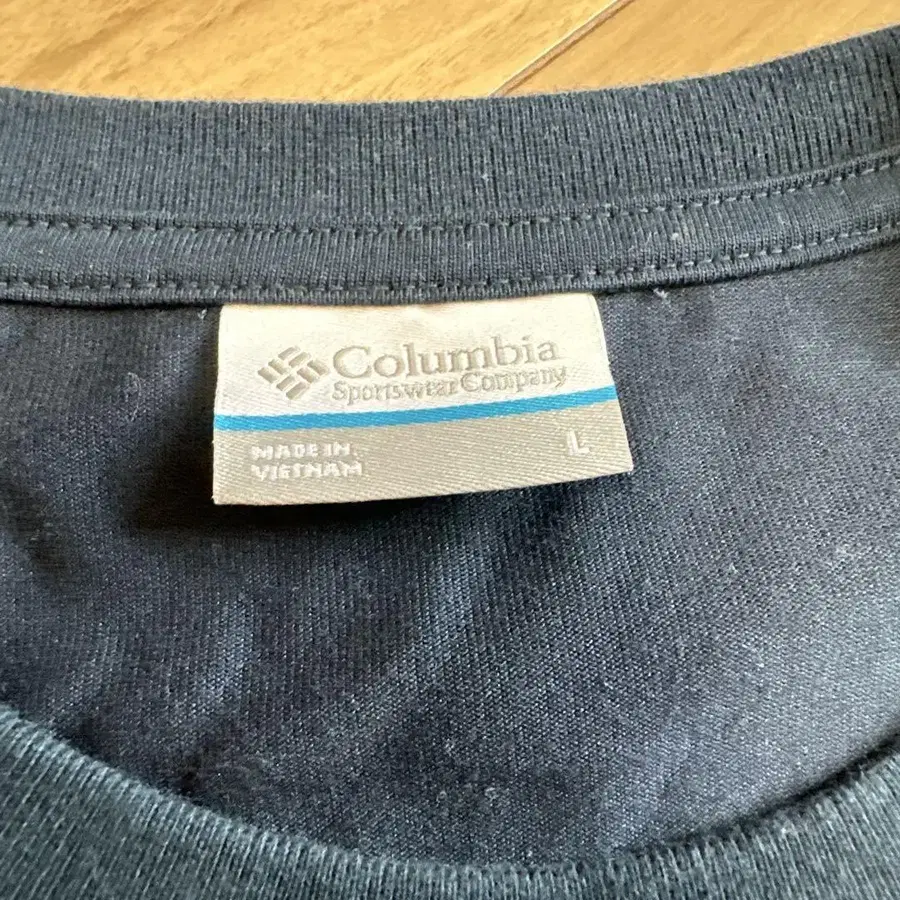 Columbia
Sportswear Company
MADE IN
VIETNAM
L